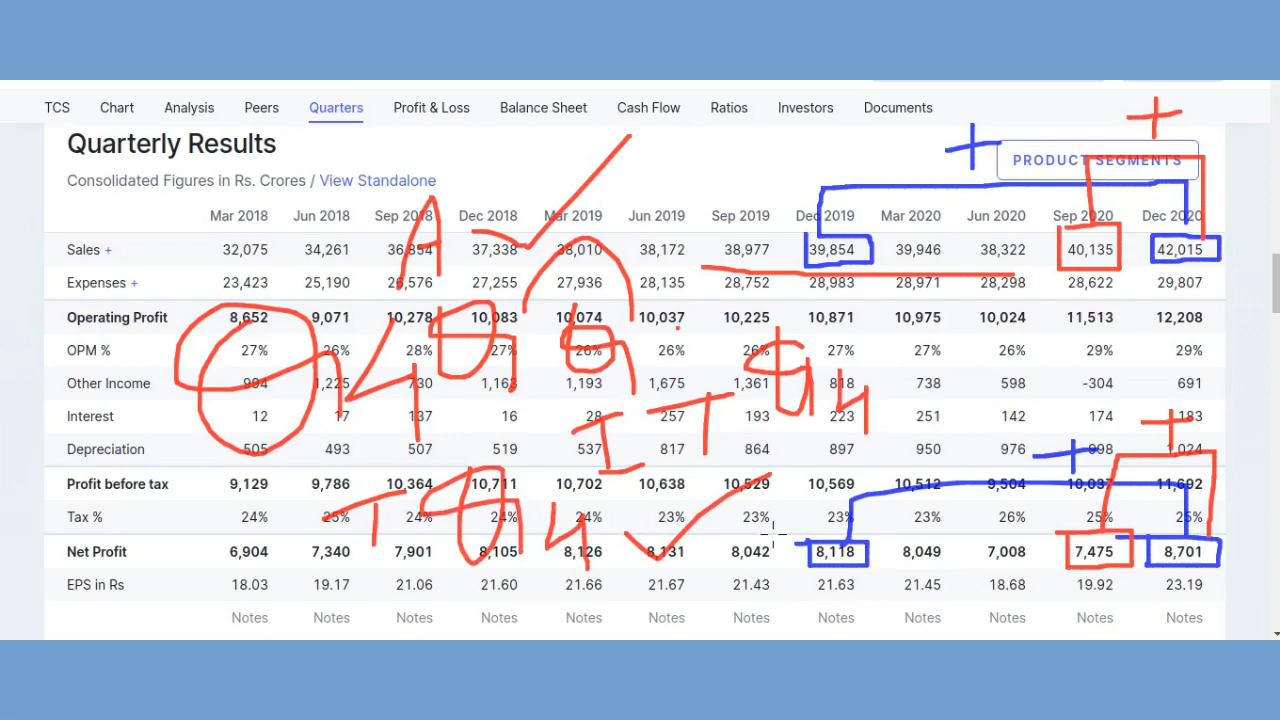 TCS Chart Analysis Peers Quarters Profit & Loss Balance Sheet Cash Flow Ratios Investors Documents
Quarterly Results
PRODUCT SEGMENTS
Consolidated Figures in Rs. Crores / View Standalone
Mar 2018 Jun 2018 Sep 2018 Dec 2018 Mar 2019 Jun 2019 Sep 2019 Dec 2019 Mar 2020 Jun 2020 Sep 2020 Dec 2020
Sales + 32,075 34,261 36,854 37,338 38,010 38,172 38,977 39,854 39,946 38,322 40,135 42,015
Expenses + 23,423 25,190 26,576 27,255 27,936 28,135 28,752 28,983 28,971 28,298 28,622 29,807
Operating Profit 8,652 9,071 10,278 10,083 10,074 10,037 10,225 10,871 10,975 10,024 11,513 12,208
OPM % 27% 26% 28% 27% 26% 26% 26% 27% 27% 26% 29% 29%
Other Income 994 1,225 730 1,163 1,193 1,675 1,361 818 738 598 -304 691
Interest 12 17 137 16 28 257 193 223 251 142 174 183
Depreciation 505 493 507 519 537 817 864 897 950 976 998 1,024
Profit before tax 9,129 9,786 10,364 10,711 10,702 10,638 10,529 10,569 10,512 9,504 10,037 11,692
Tax % 24% 25% 24% 24% 24% 23% 23% 23% 23% 26% 25% 25%
Net Profit 6,904 7,340 7,901 8,105 8,126 8,131 8,042 8,118 8,049 7,008 7,475 8,701
EPS in Rs 18.03 19.17 21.06 21.60 21.66 21.67 21.43 21.63 21.45 18.68 19.92 23.19
Notes Notes Notes Notes Notes Notes Notes Notes Notes Notes Notes Notes